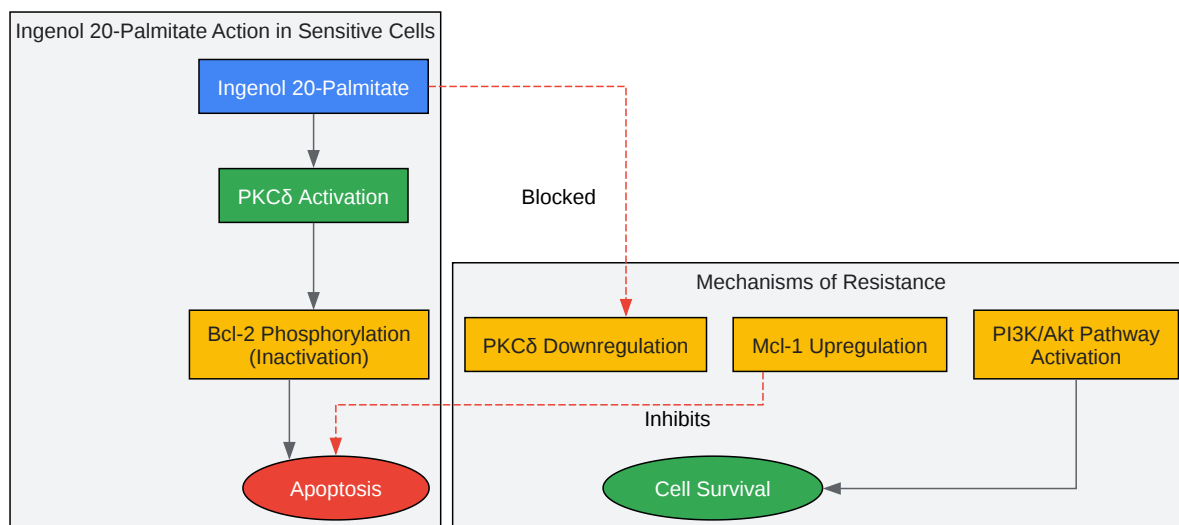 Ingenol 20-Palmitate Action in Sensitive Cells
Ingenol 20-Palmitate
PKCδ Activation
Blocked
Mechanisms of Resistance
Bcl-2 Phosphorylation
(Inactivation)
PKCδ Downregulation
Mcl-1 Upregulation
PI3K/Akt Pathway
Activation
Inhibits
Apoptosis
Cell Survival